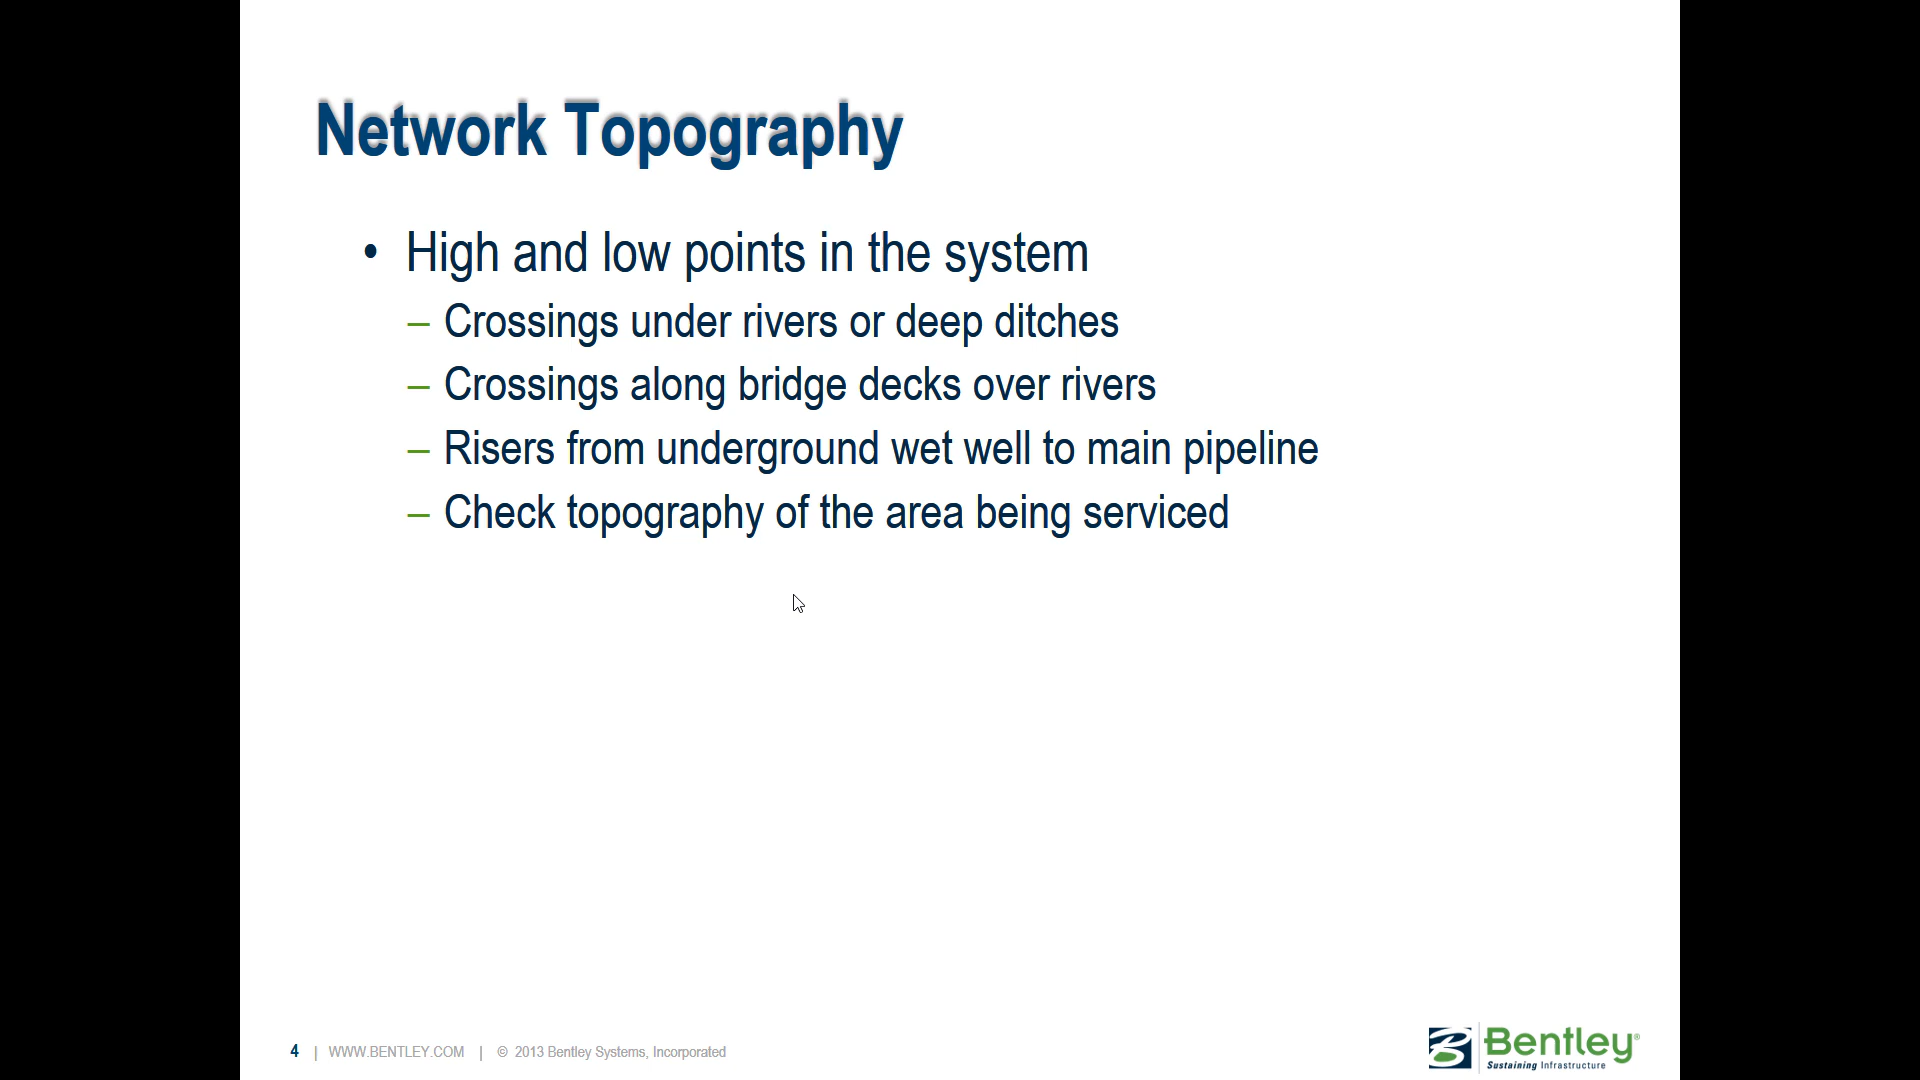 Network Topography
• High and low points in the system
– Crossings under rivers or deep ditches
– Crossings along bridge decks over rivers
– Risers from underground wet well to main pipeline
– Check topography of the area being serviced
4 | WWW.BENTLEY.COM | © 2013 Bentley Systems, Incorporated
Bentley®
Sustaining Infrastructure